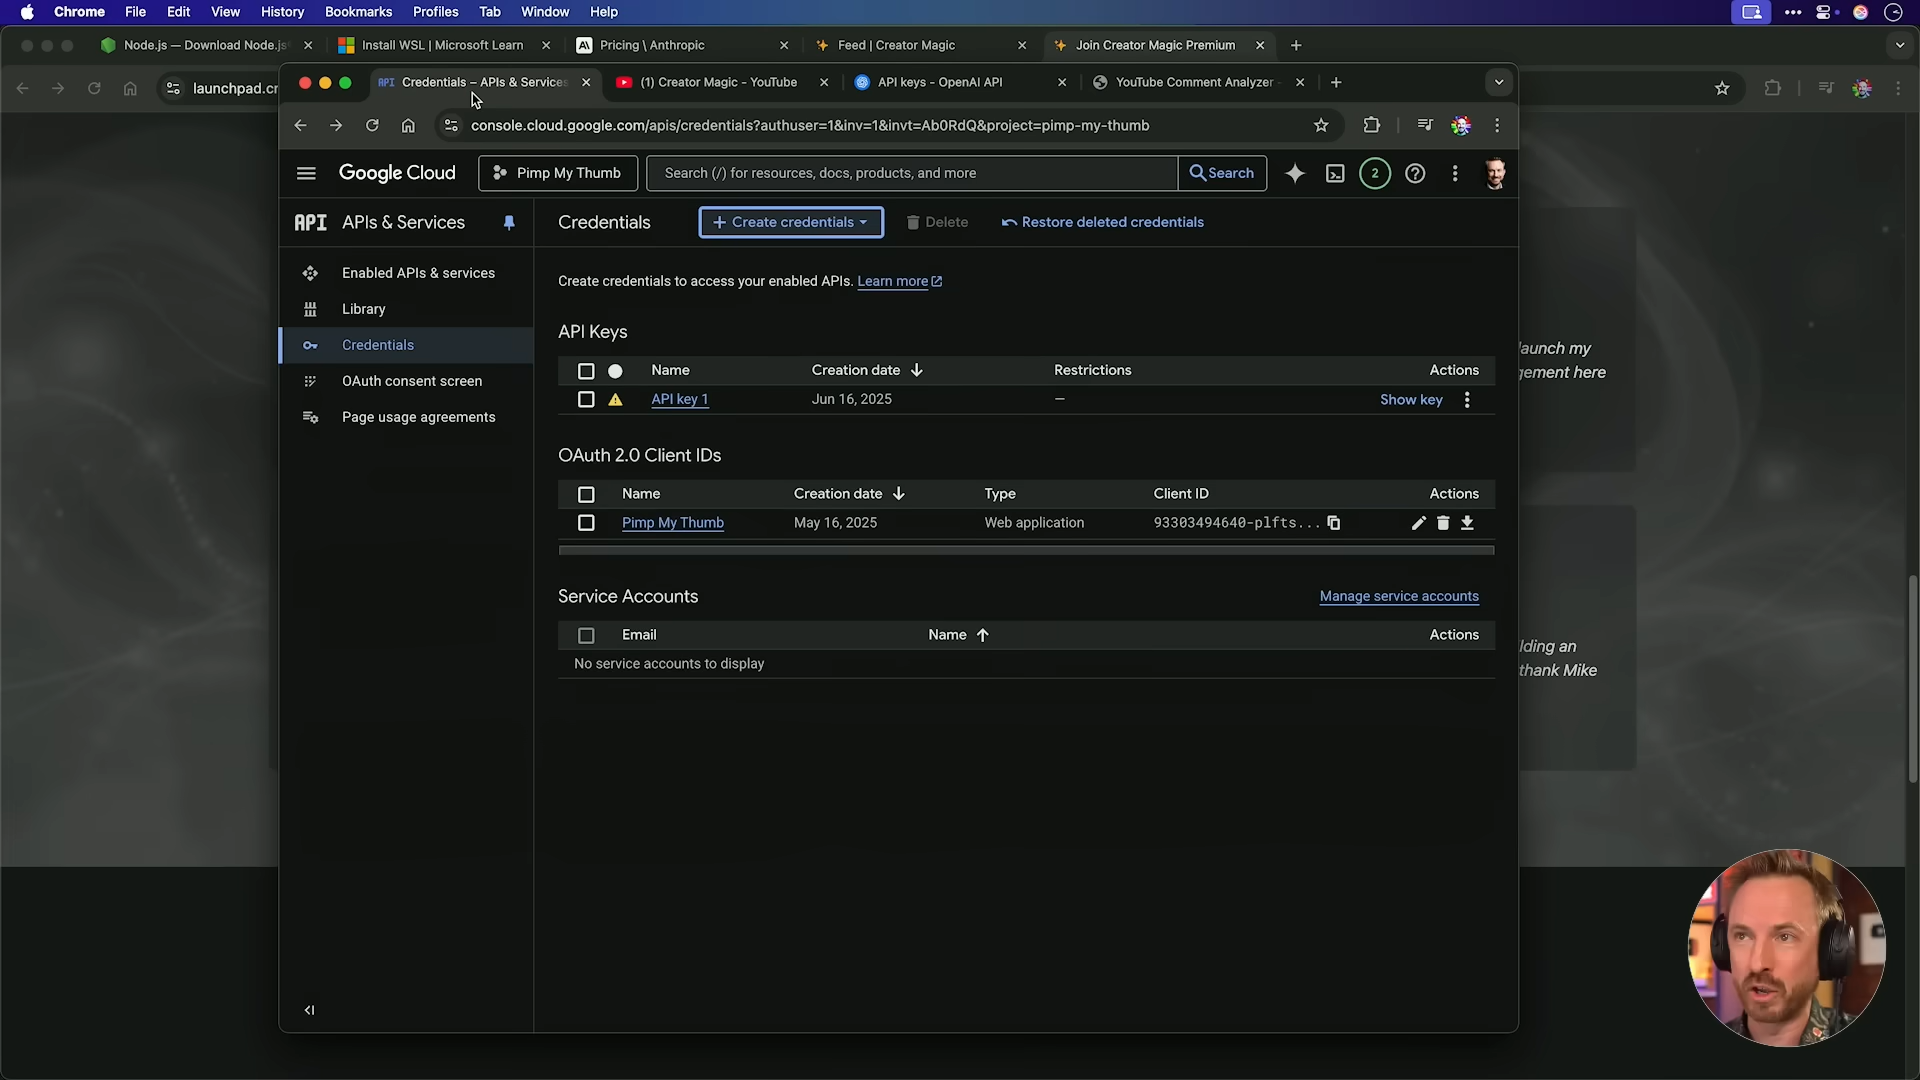 Chrome File Edit View History Bookmarks Profiles Tab Window Help
Node.js — Download Node.js
Install WSL | Microsoft Learn
Pricing \ Anthropic
Feed | Creator Magic
Join Creator Magic Premium
launchpad.cr
API Credentials – APIs & Services
(1) Creator Magic - YouTube
API keys - OpenAI API
YouTube Comment Analyzer
console.cloud.google.com/apis/credentials?authuser=1&inv=1&invt=Ab0RdQ&project=pimp-my-thumb
Google Cloud
Pimp My Thumb
Search (/) for resources, docs, products, and more
Search
2
API APIs & Services
Credentials
+ Create credentials
Delete
Restore deleted credentials
Enabled APIs & services
Library
Credentials
OAuth consent screen
Page usage agreements
Create credentials to access your enabled APIs. Learn more
API Keys
Name Creation date Restrictions Actions
API key 1 Jun 16, 2025 – Show key
OAuth 2.0 Client IDs
Name Creation date Type Client ID Actions
Pimp My Thumb May 16, 2025 Web application 93303494640-plfts...
Service Accounts
Manage service accounts
Email Name Actions
No service accounts to display
launch my
gement here
lding an
thank Mike